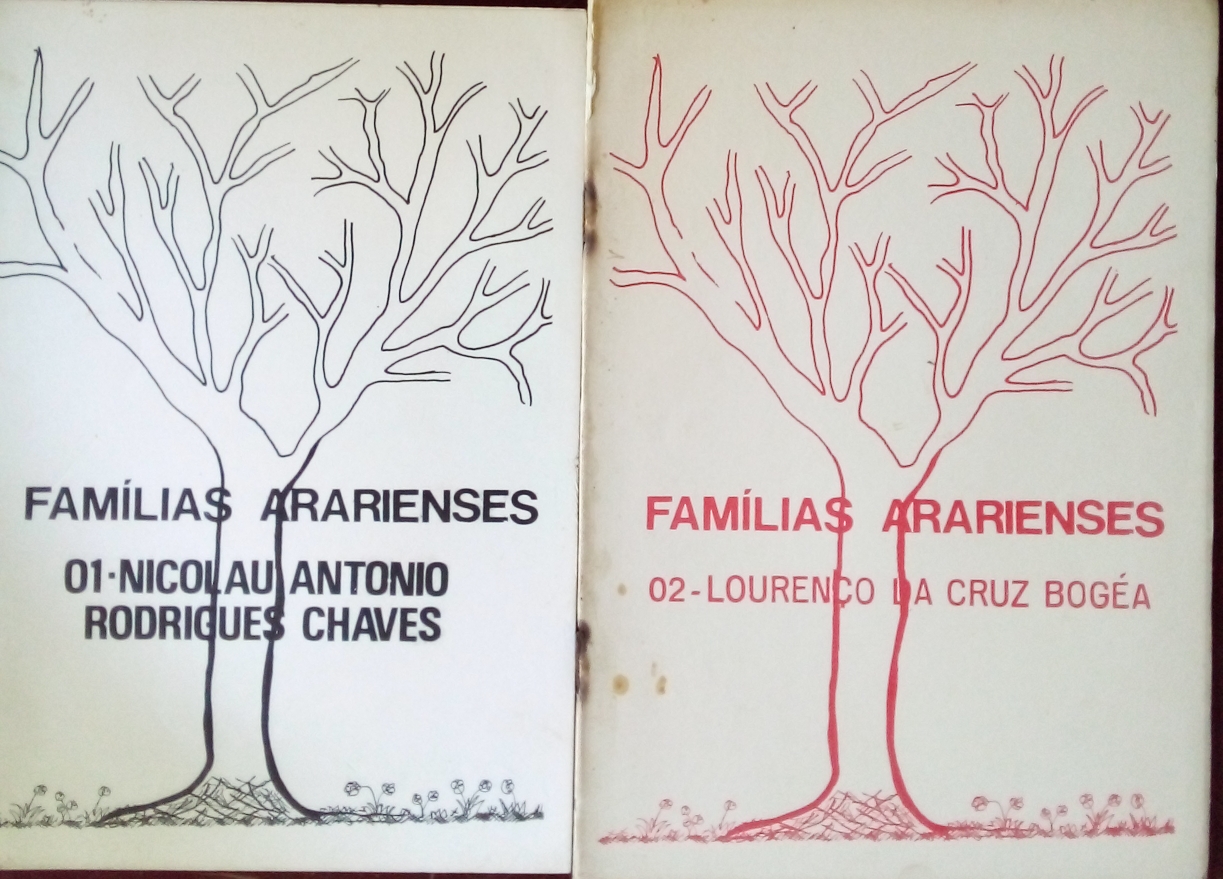 FAMÍLIAS ARARIENSES
01-NICOLAU ANTONIO
RODRIGUES CHAVES
FAMÍLIAS ARARIENSES
02-LOURENÇO DA CRUZ BOGÉA